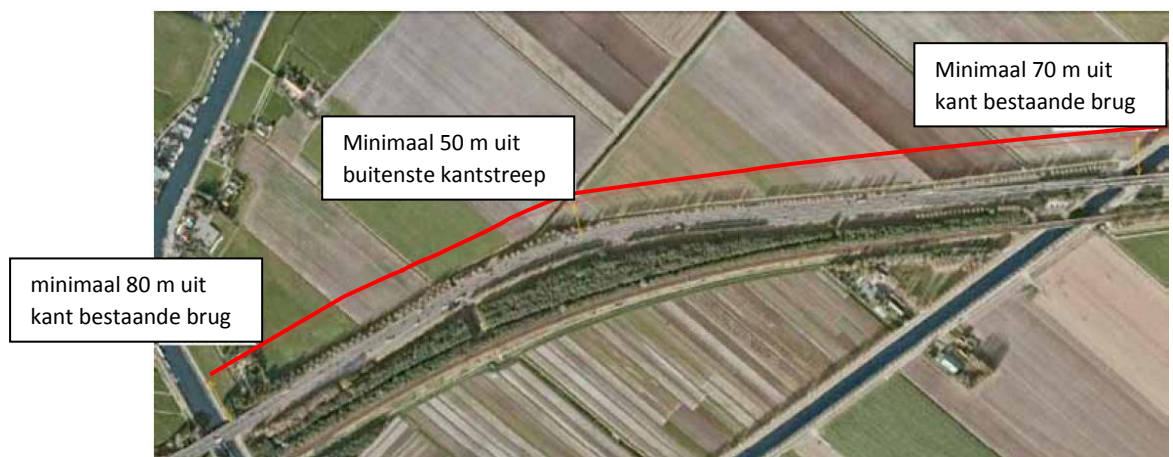 Minimaal 70 m uit
kant bestaande brug
Minimaal 50 m uit
buitenste kantstreep
minimaal 80 m uit
kant bestaande brug